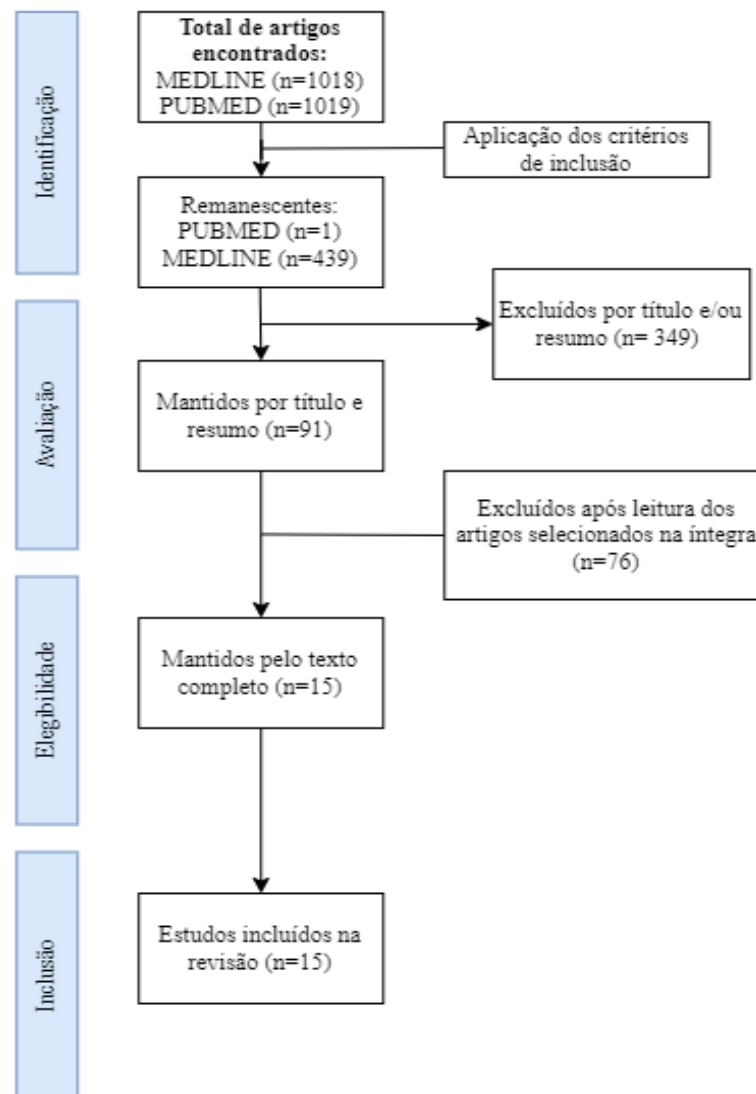 Identificação
Total de artigos
encontrados:
MEDLINE (n=1018)
PUBMED (n=1019)
Aplicação dos critérios
de inclusão
Remanescentes:
PUBMED (n=1)
MEDLINE (n=439)
Avaliação
Excluídos por título e/ou
resumo (n= 349)
Mantidos por título e
resumo (n=91)
Excluídos após leitura dos
artigos selecionados na íntegra
(n=76)
Elegibilidade
Mantidos pelo texto
completo (n=15)
Inclusão
Estudos incluídos na
revisão (n=15)